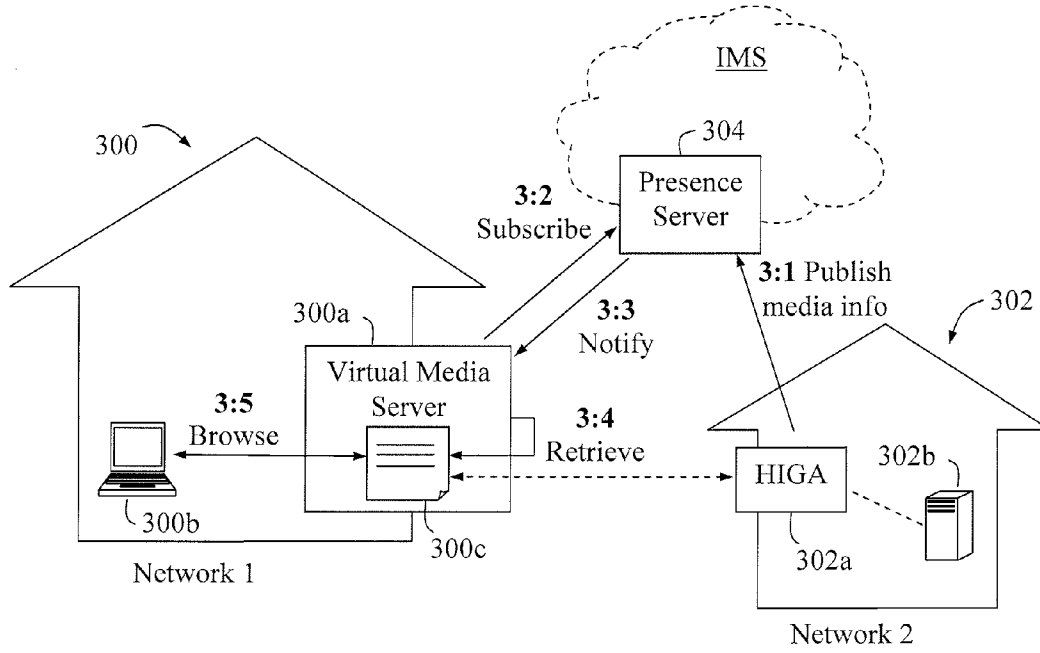 IMS
304
Presence
Server
300
3:2
Subscribe
3:1 Publish
media info
302
3:3
Notify
300a
Virtual Media
Server
3:5
Browse
3:4
Retrieve
HIGA
302b
300b
300c
302a
Network 1
Network 2